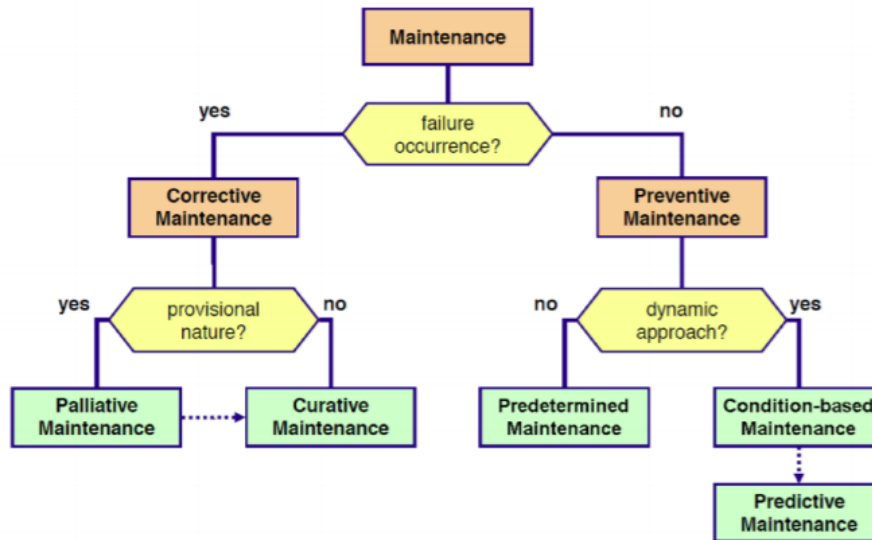 Maintenance
yes
no
failure
occurrence?
Corrective
Maintenance
Preventive
Maintenance
yes
no
provisional
nature?
no
yes
dynamic
approach?
Palliative
Maintenance
Curative
Maintenance
Predetermined
Maintenance
Condition-based
Maintenance
Predictive
Maintenance